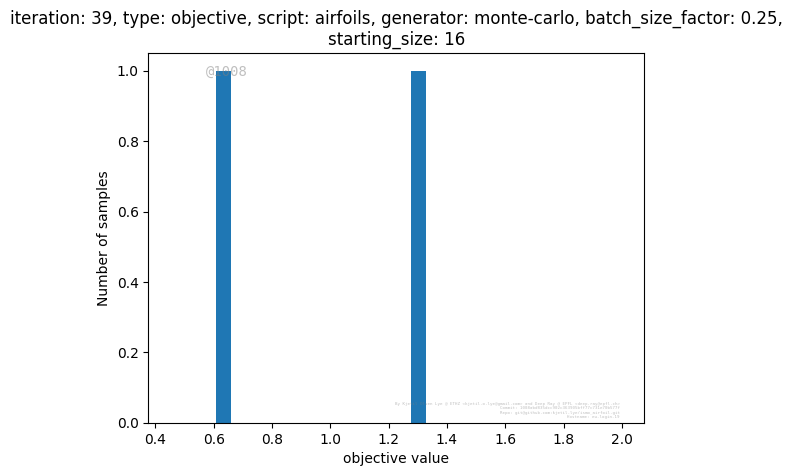 iteration: 39, type: objective, script: airfoils, generator: monte-carlo, batch_size_factor: 0.25,
starting_size: 16
@1008
1.0
0.8
0.6
0.4
0.2
0.0
Number of samples
0.4 0.6 0.8 1.0 1.2 1.4 1.6 1.8 2.0
objective value